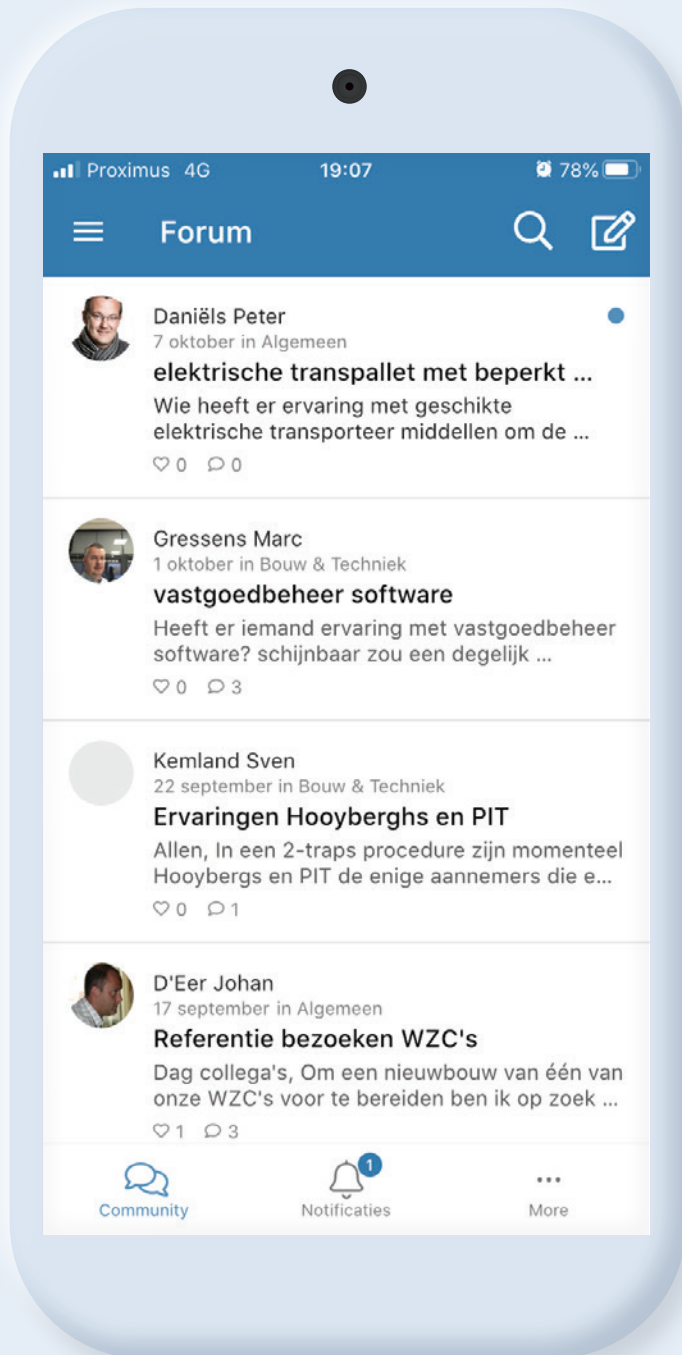 Proximus 4G 19:07 78%
Forum
Daniëls Peter
7 oktober in Algemeen
elektrische transpallet met beperkt ...
Wie heeft er ervaring met geschikte
elektrische transporteer middellen om de ...
0 0
Gressens Marc
1 oktober in Bouw & Techniek
vastgoedbeheer software
Heeft er iemand ervaring met vastgoedbeheer
software? schijnbaar zou een degelijk ...
0 3
Kemland Sven
22 september in Bouw & Techniek
Ervaringen Hooyberghs en PIT
Allen, In een 2-traps procedure zijn momenteel
Hooybergs en PIT de enige aannemers die e...
0 1
D'Eer Johan
17 september in Algemeen
Referentie bezoeken WZC's
Dag collega's, Om een nieuwbouw van één van
onze WZC's voor te bereiden ben ik op zoek ...
1 3
1
Community Notificaties More